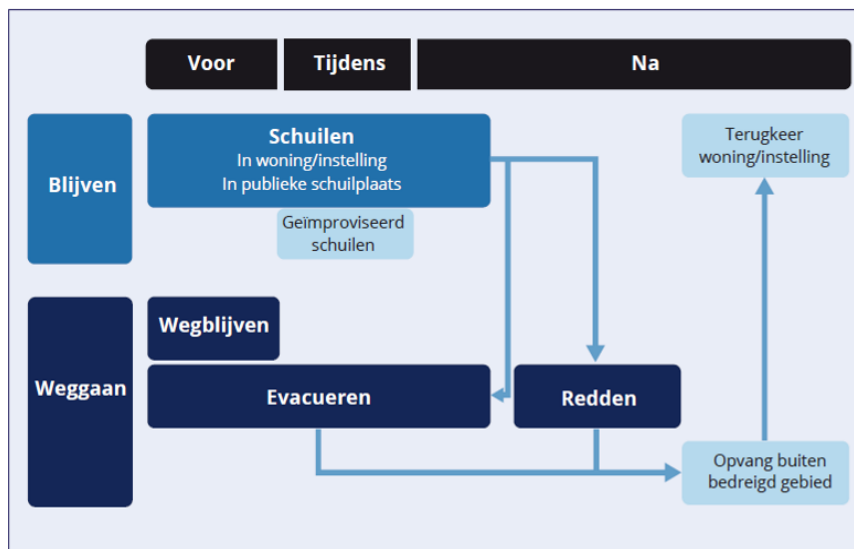 Voor
Tijdens
Na
Blijven
Schuilen
In woning/instelling
In publieke schuilplaats
Geïmproviseerd
schuilen
Terugkeer
woning/instelling
Weggaan
Wegblijven
Evacueren
Redden
Opvang buiten
bedreigd gebied